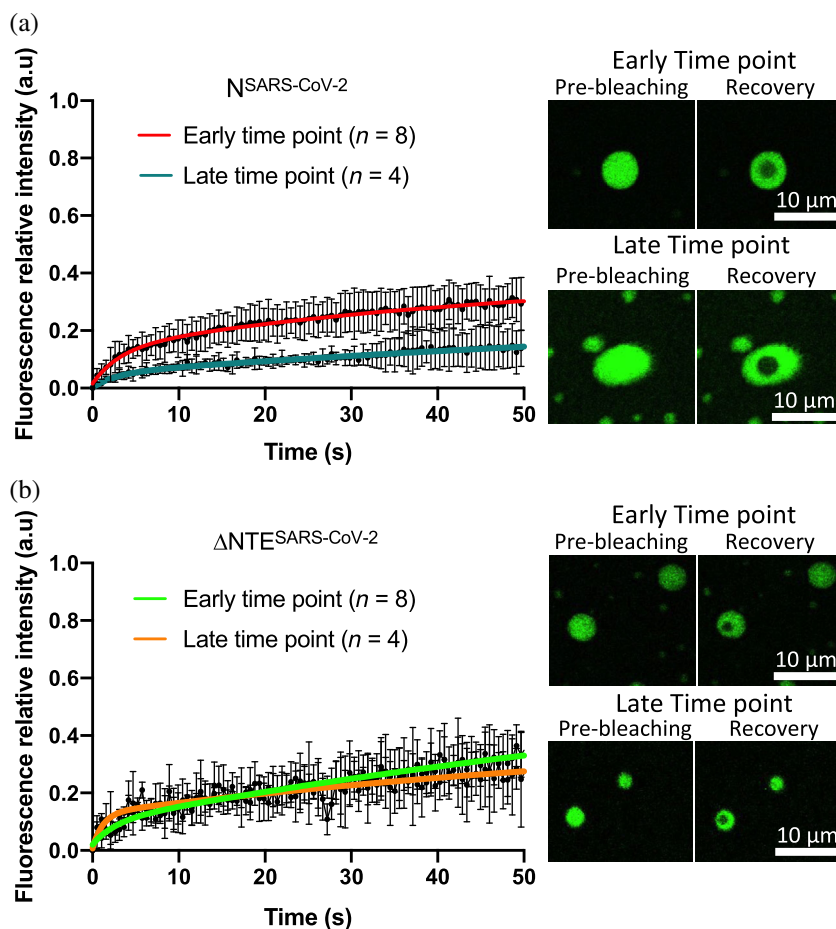 (a)
Fluorescence relative intensity (a.u)
1.0
0.8
0.6
0.4
0.2
0.0
0 10 20 30 40 50
Time (s)
N^SARS-CoV-2
Early time point (n = 8)
Late time point (n = 4)
Early Time point
Pre-bleaching Recovery
10 µm
Late Time point
Pre-bleaching Recovery
10 µm
(b)
Fluorescence relative intensity (a.u)
1.0
0.8
0.6
0.4
0.2
0.0
0 10 20 30 40 50
Time (s)
ΔNTE^SARS-CoV-2
Early time point (n = 8)
Late time point (n = 4)
Early Time point
Pre-bleaching Recovery
10 µm
Late Time point
Pre-bleaching Recovery
10 µm